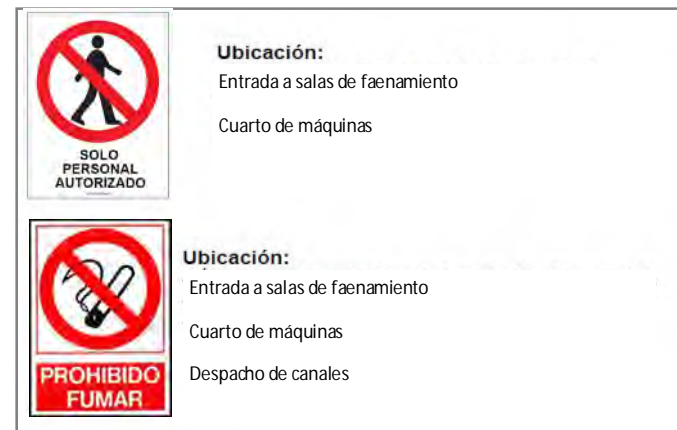 SOLO
PERSONAL
AUTORIZADO
Ubicación:
Entrada a salas de faenamiento
Cuarto de máquinas
PROHIBIDO
FUMAR
Ubicación:
Entrada a salas de faenamiento
Cuarto de máquinas
Despacho de canales